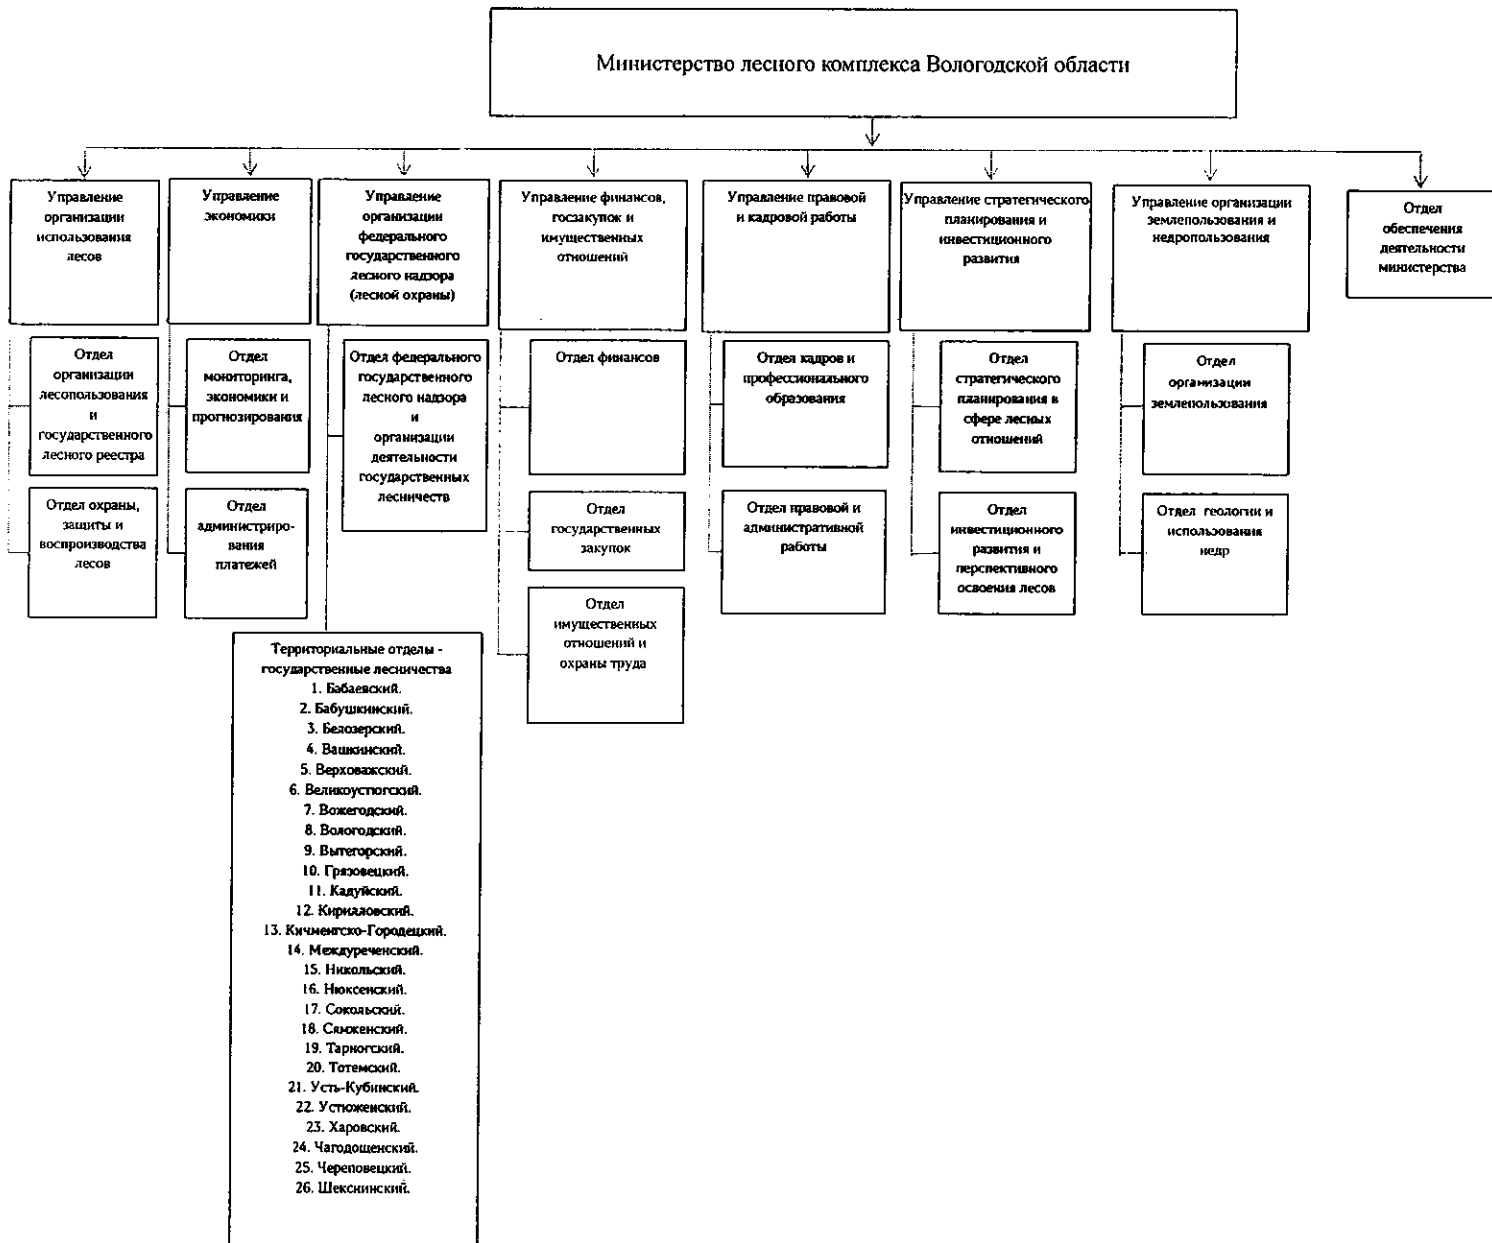 Министерство лесного комплекса Вологодской области
Управление
организации
использования
лесов
Управление
экономики
Управление
организации
федерального
государственного
лесного надзора
(лесной охраны)
Управление финансов,
госзакупок и
имущественных
отношений
Управление правовой
и кадровой работы
Управление стратегического
планирования и
инвестиционного
развития
Управление организации
землепользования и
недропользования
Отдел
обеспечения
деятельности
министерства
Отдел
организации
лесопользования
и
государственного
лесного реестра
Отдел
мониторинга,
экономики и
прогнозирования
Отдел федерального
государственного
лесного надзора
и
организации
деятельности
государственных
лесничеств
Отдел финансов
Отдел кадров и
профессионального
образования
Отдел
стратегического
планирования в
сфере лесных
отношений
Отдел
организации
землепользования
Отдел охраны,
защиты и
воспроизводства
лесов
Отдел
администриро-
вания
платежей
Отдел
государственных
закупок
Отдел правовой и
административной
работы
Отдел
инвестиционного
развития и
перспективного
освоения лесов
Отдел геологии и
использования
недр
Отдел
имущественных
отношений и
охраны труда
Территориальные отделы -
государственные лесничества
1. Бабаевский.
2. Бабушкинский.
3. Белозерский.
4. Вашкинский.
5. Верховажский.
6. Великоустюгский.
7. Вожегодский.
8. Вологодский.
9. Вытегорский.
10. Грязовецкий.
11. Кадуйский.
12. Кирилловский.
13. Кичменгско-Городецкий.
14. Междуреченский.
15. Никольский.
16. Нюксенский.
17. Сокольский.
18. Сямженский.
19. Тарногский.
20. Тотемский.
21. Усть-Кубинский.
22. Устюженский.
23. Харовский.
24. Чагодощенский.
25. Череповецкий.
26. Шекснинский.